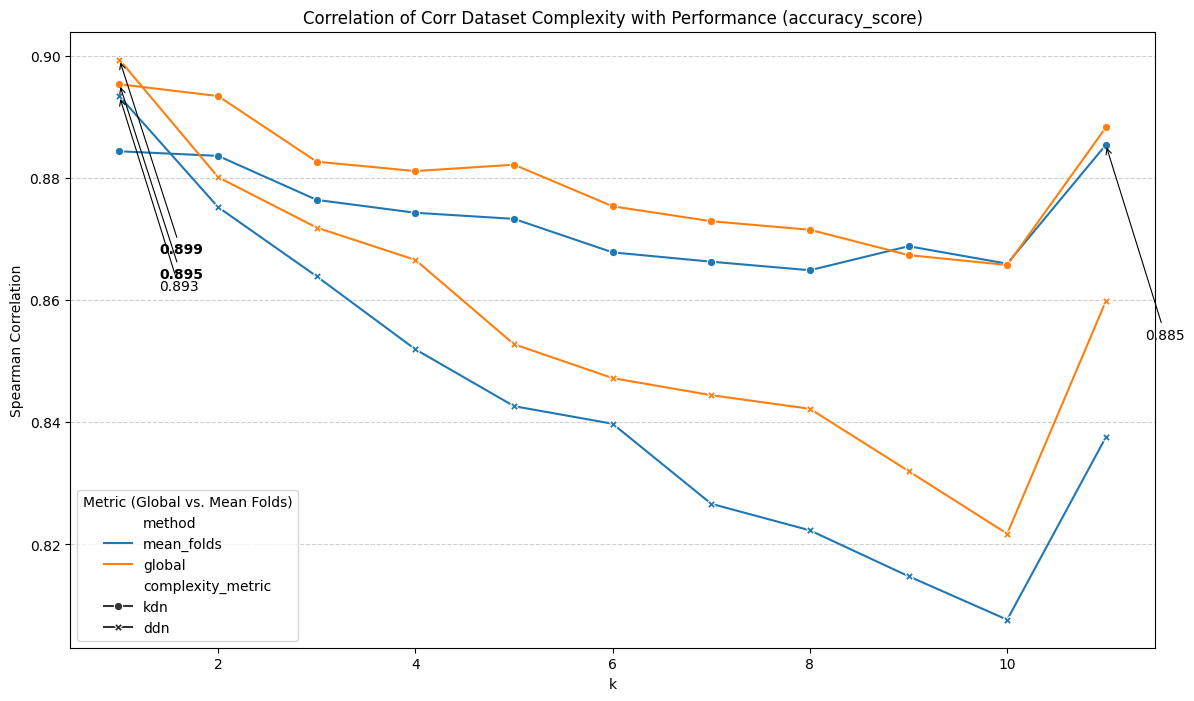 Correlation of Corr Dataset Complexity with Performance (accuracy_score)
0.90
0.88
0.86
0.84
0.82
Spearman Correlation
0.899
0.895
0.893
0.885
Metric (Global vs. Mean Folds)
method
mean_folds
global
complexity_metric
kdn
ddn
2 4 6 8 10
k